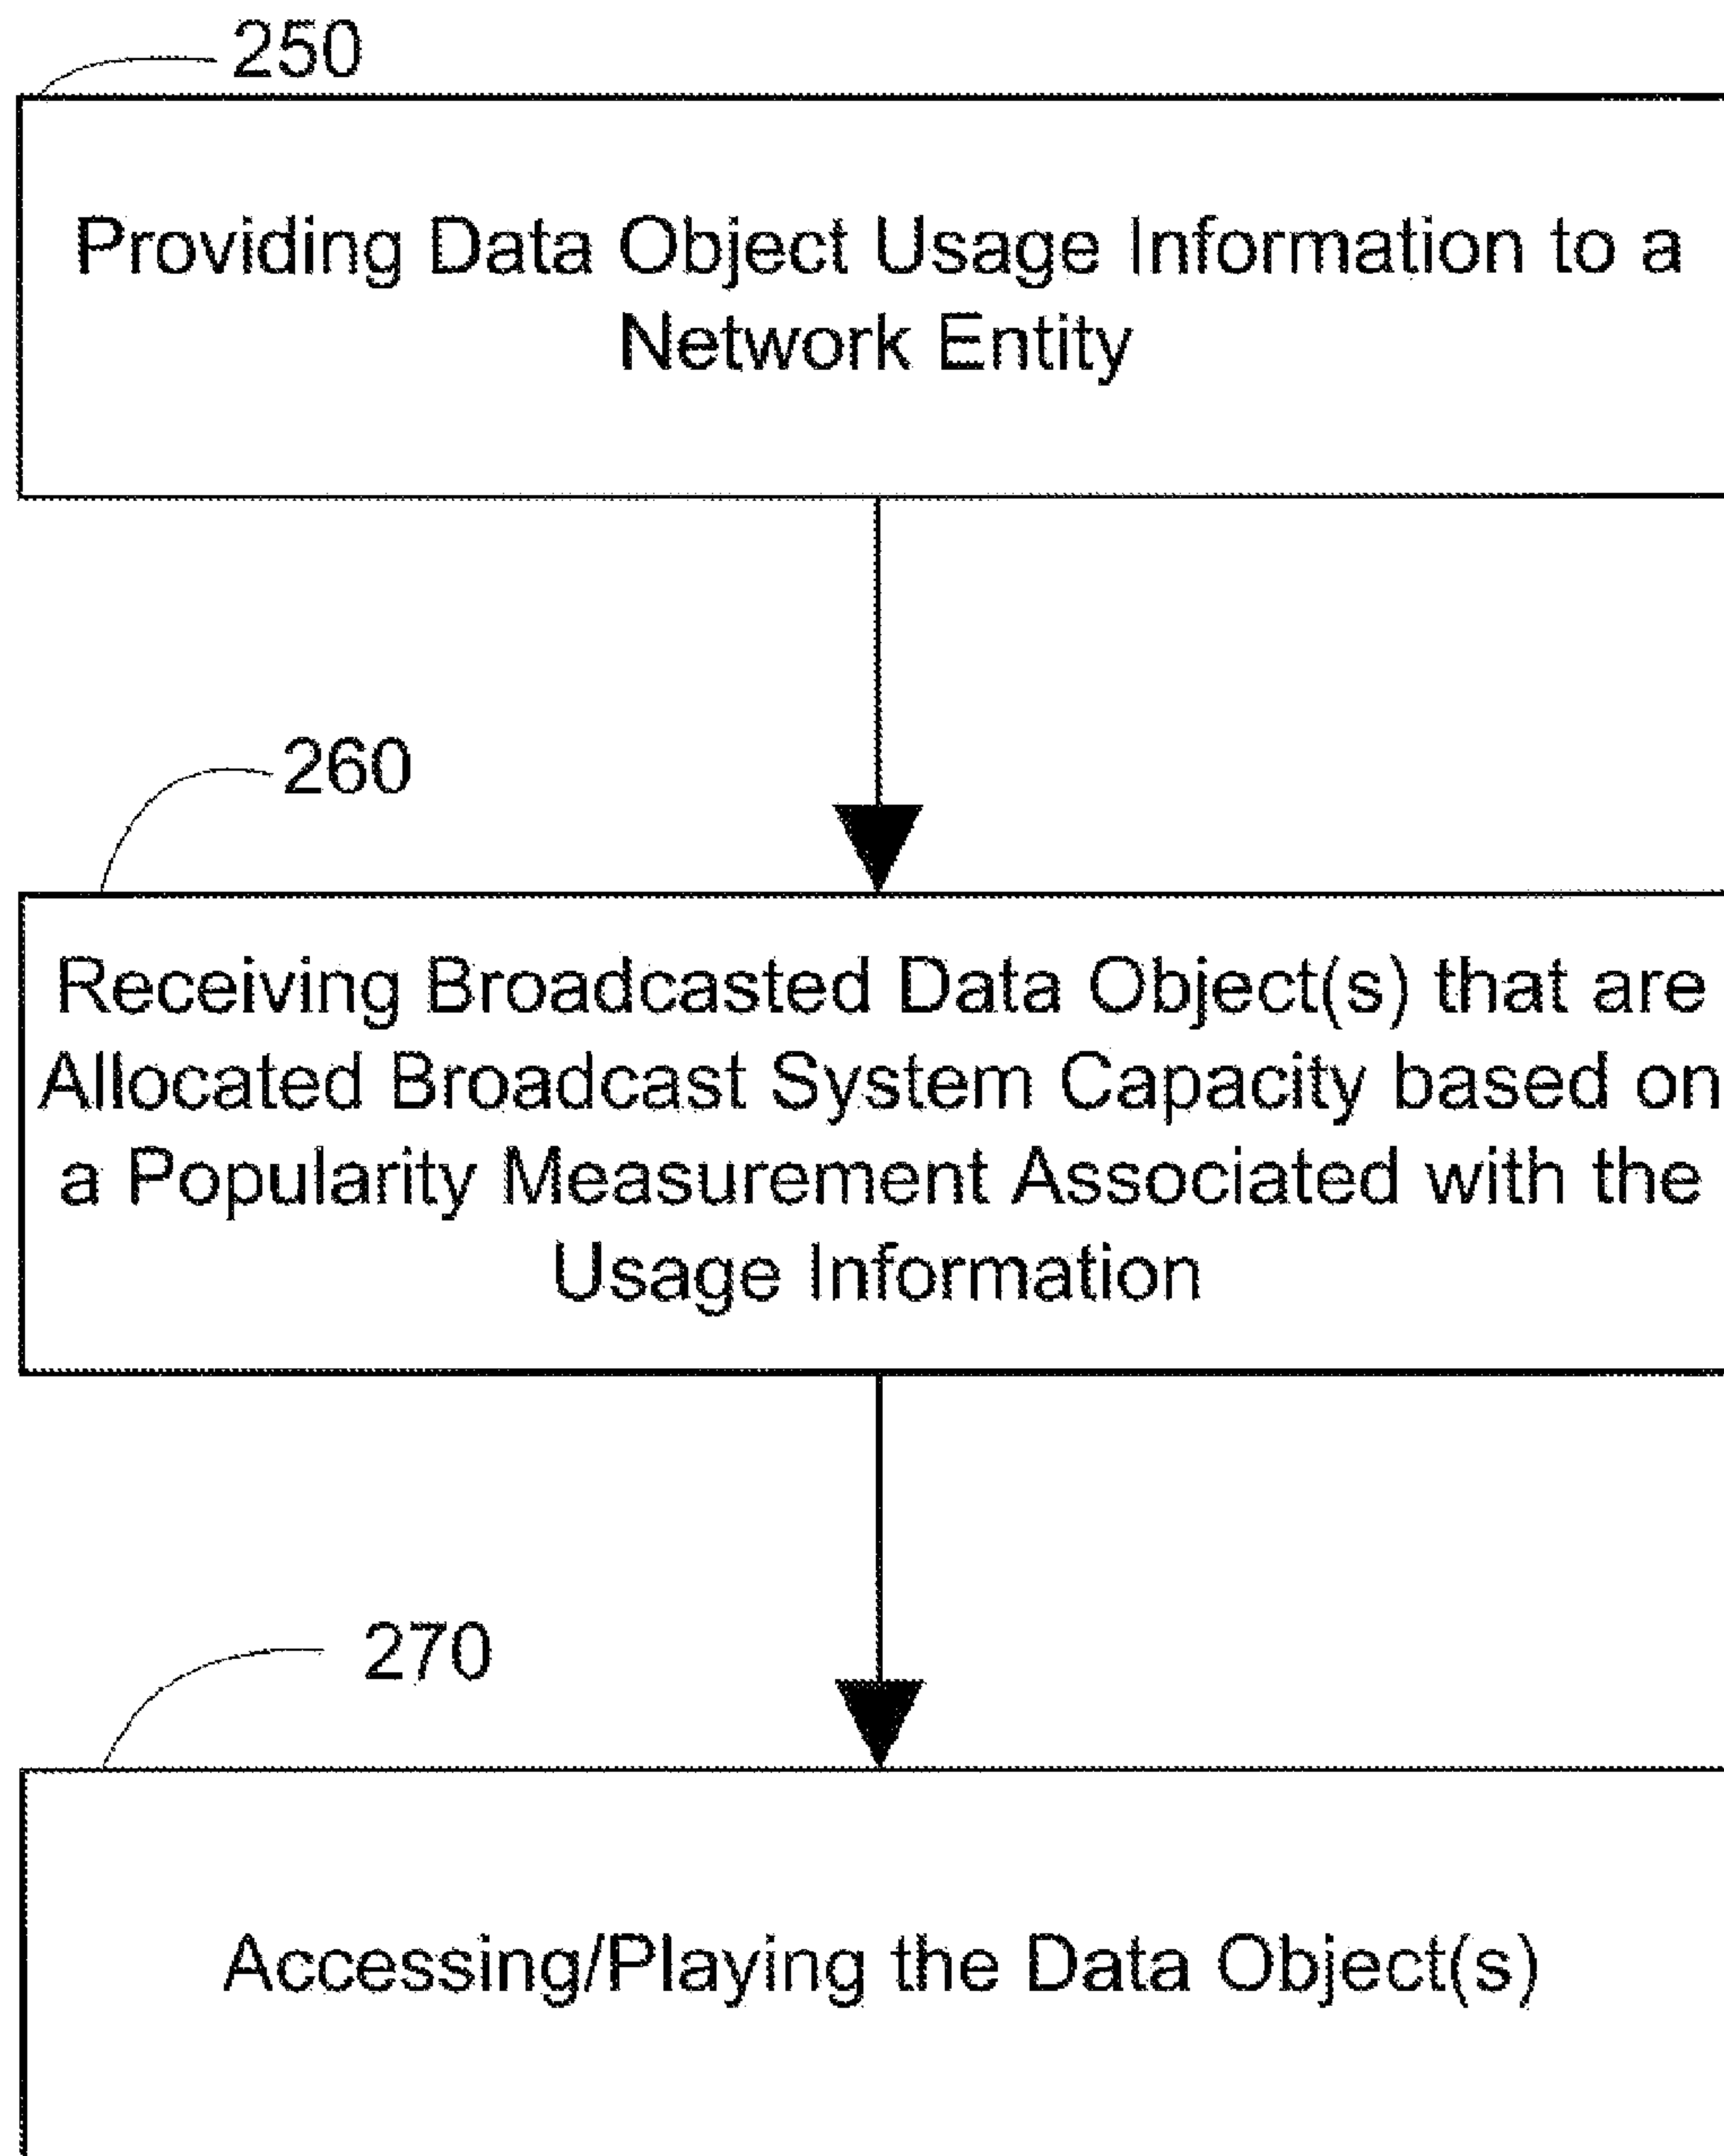 250
Providing Data Object Usage Information to a
Network Entity
260
Receiving Broadcasted Data Object(s) that are
Allocated Broadcast System Capacity based on
a Popularity Measurement Associated with the
Usage Information
270
Accessing/Playing the Data Object(s)